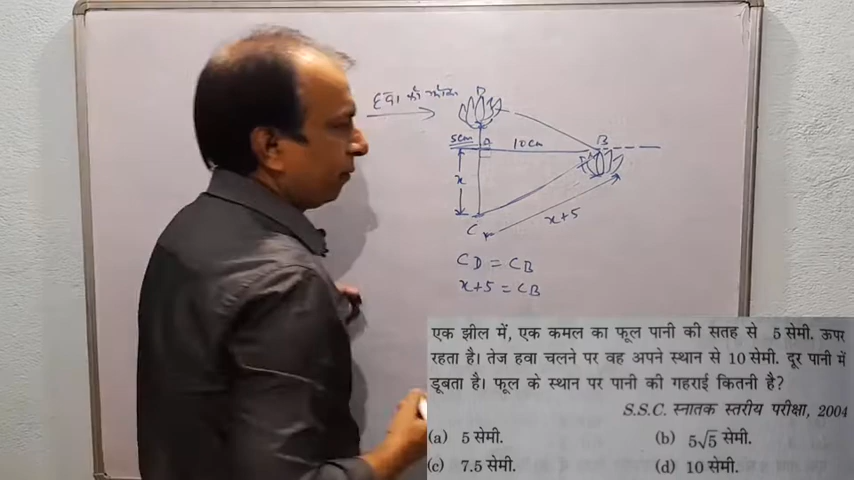 हवा का झोंका
D
5cm
A
10cm
B
x
x+5
C
CD = CB
x+5 = CB
एक झील में, एक कमल का फूल पानी की सतह से 5 सेमी. ऊपर
रहता है। तेज हवा चलने पर वह अपने स्थान से 10 सेमी. दूर पानी में
डूबता है। फूल के स्थान पर पानी की गहराई कितनी है?
S.S.C. स्नातक स्तरीय परीक्षा, 2004
(a) 5 सेमी. (b) 5√5 सेमी.
(c) 7.5 सेमी. (d) 10 सेमी.